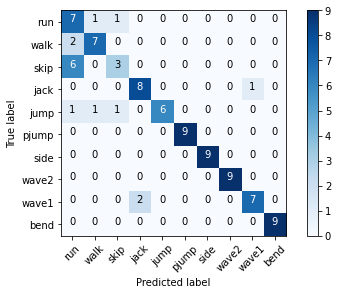 run 7 1 1 0 0 0 0 0 0 0
walk 2 7 0 0 0 0 0 0 0 0
skip 6 0 3 0 0 0 0 0 0 0
jack 0 0 0 8 0 0 0 0 1 0
jump 1 1 1 0 6 0 0 0 0 0
pjump 0 0 0 0 0 9 0 0 0 0
side 0 0 0 0 0 0 9 0 0 0
wave2 0 0 0 0 0 0 0 9 0 0
wave1 0 0 0 2 0 0 0 0 7 0
bend 0 0 0 0 0 0 0 0 0 9
True label
run walk skip jack jump pjump side wave2 wave1 bend
Predicted label
9
8
7
6
5
4
3
2
1
0